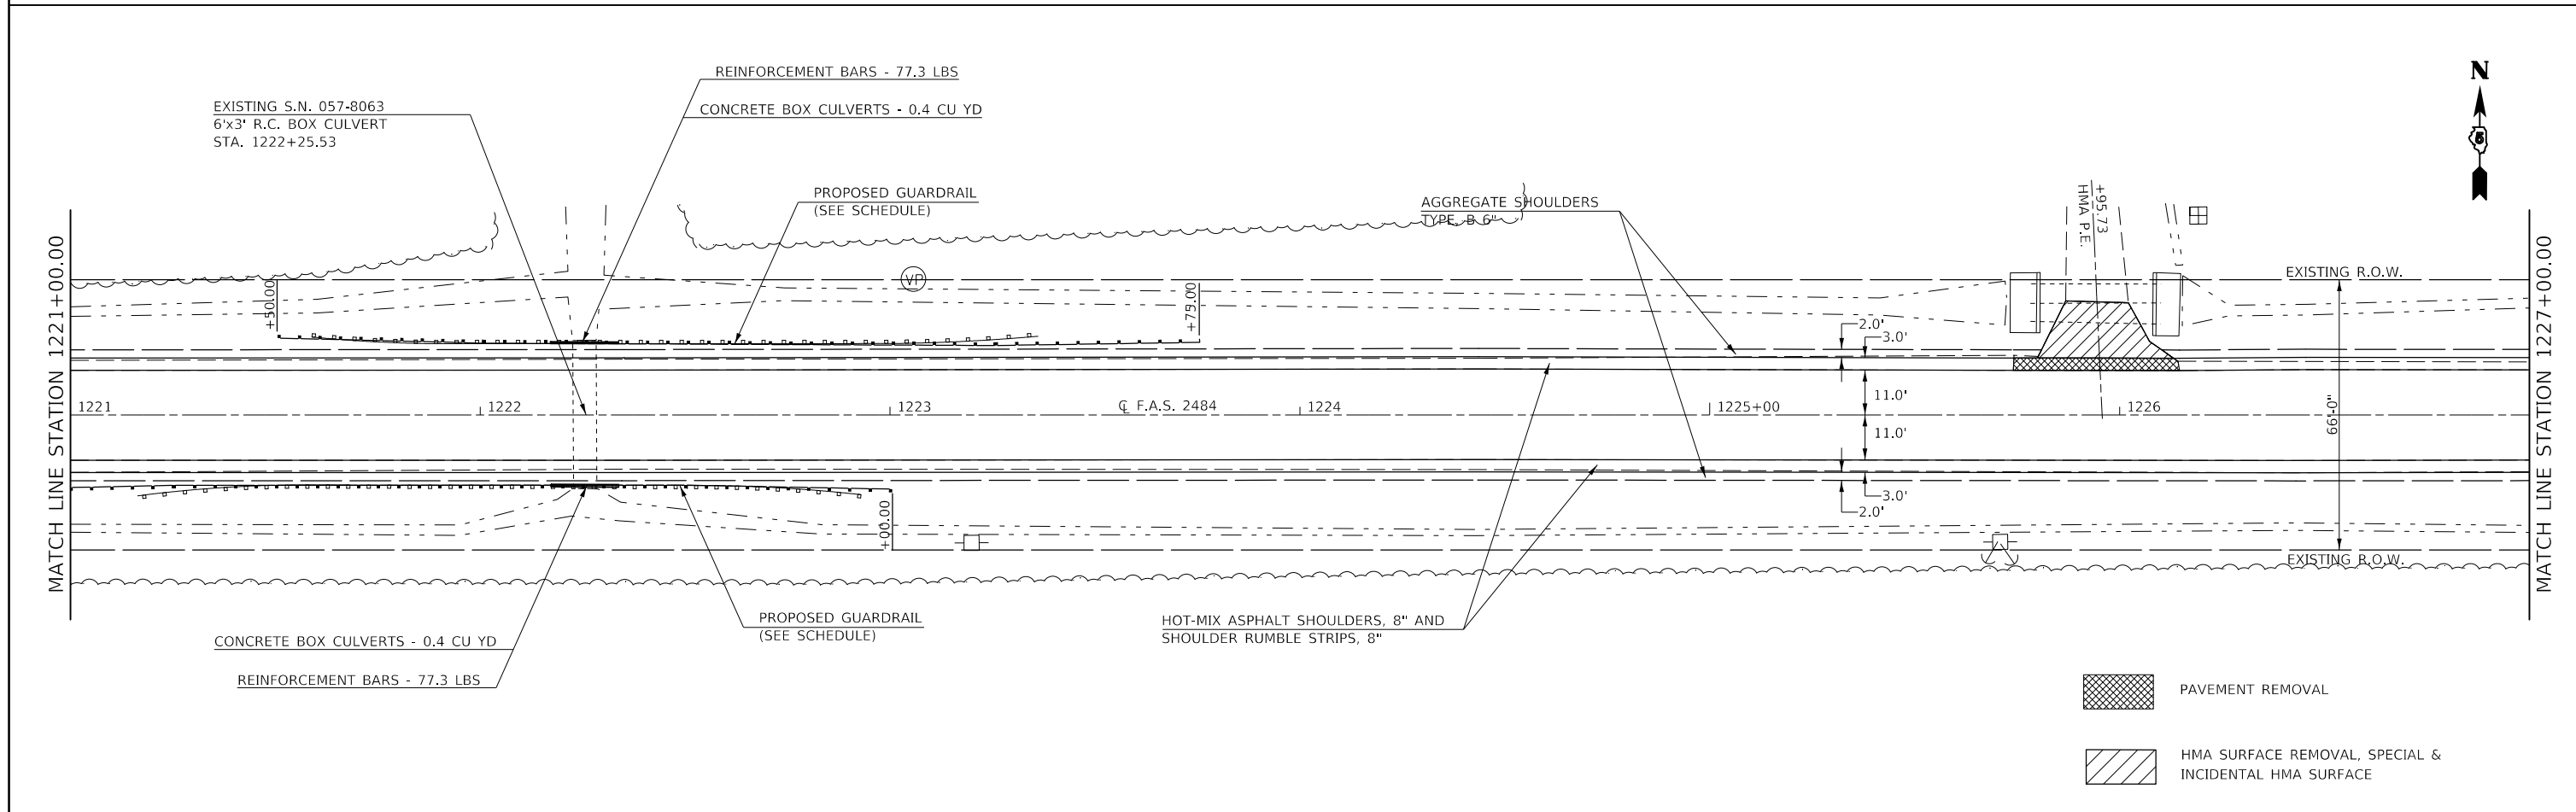 REINFORCEMENT BARS - 77.3 LBS
CONCRETE BOX CULVERTS - 0.4 CU YD
EXISTING S.N. 057-8063
6'x3' R.C. BOX CULVERT
STA. 1222+25.53
PROPOSED GUARDRAIL
(SEE SCHEDULE)
AGGREGATE SHOULDERS
TYPE, B 6"
N
5
+95.73
HMA P.E.
MATCH LINE STATION 1221+00.00
MATCH LINE STATION 1227+00.00
+50.00
VP
+75.00
EXISTING R.O.W.
2.0'
3.0'
11.0'
1221
1222
1223
℄ F.A.S. 2484
1224
1225+00
1226
66'-0"
11.0'
3.0'
2.0'
+00.00
EXISTING R.O.W.
PROPOSED GUARDRAIL
(SEE SCHEDULE)
HOT-MIX ASPHALT SHOULDERS, 8" AND
SHOULDER RUMBLE STRIPS, 8"
CONCRETE BOX CULVERTS - 0.4 CU YD
REINFORCEMENT BARS - 77.3 LBS
PAVEMENT REMOVAL
HMA SURFACE REMOVAL, SPECIAL &
INCIDENTAL HMA SURFACE